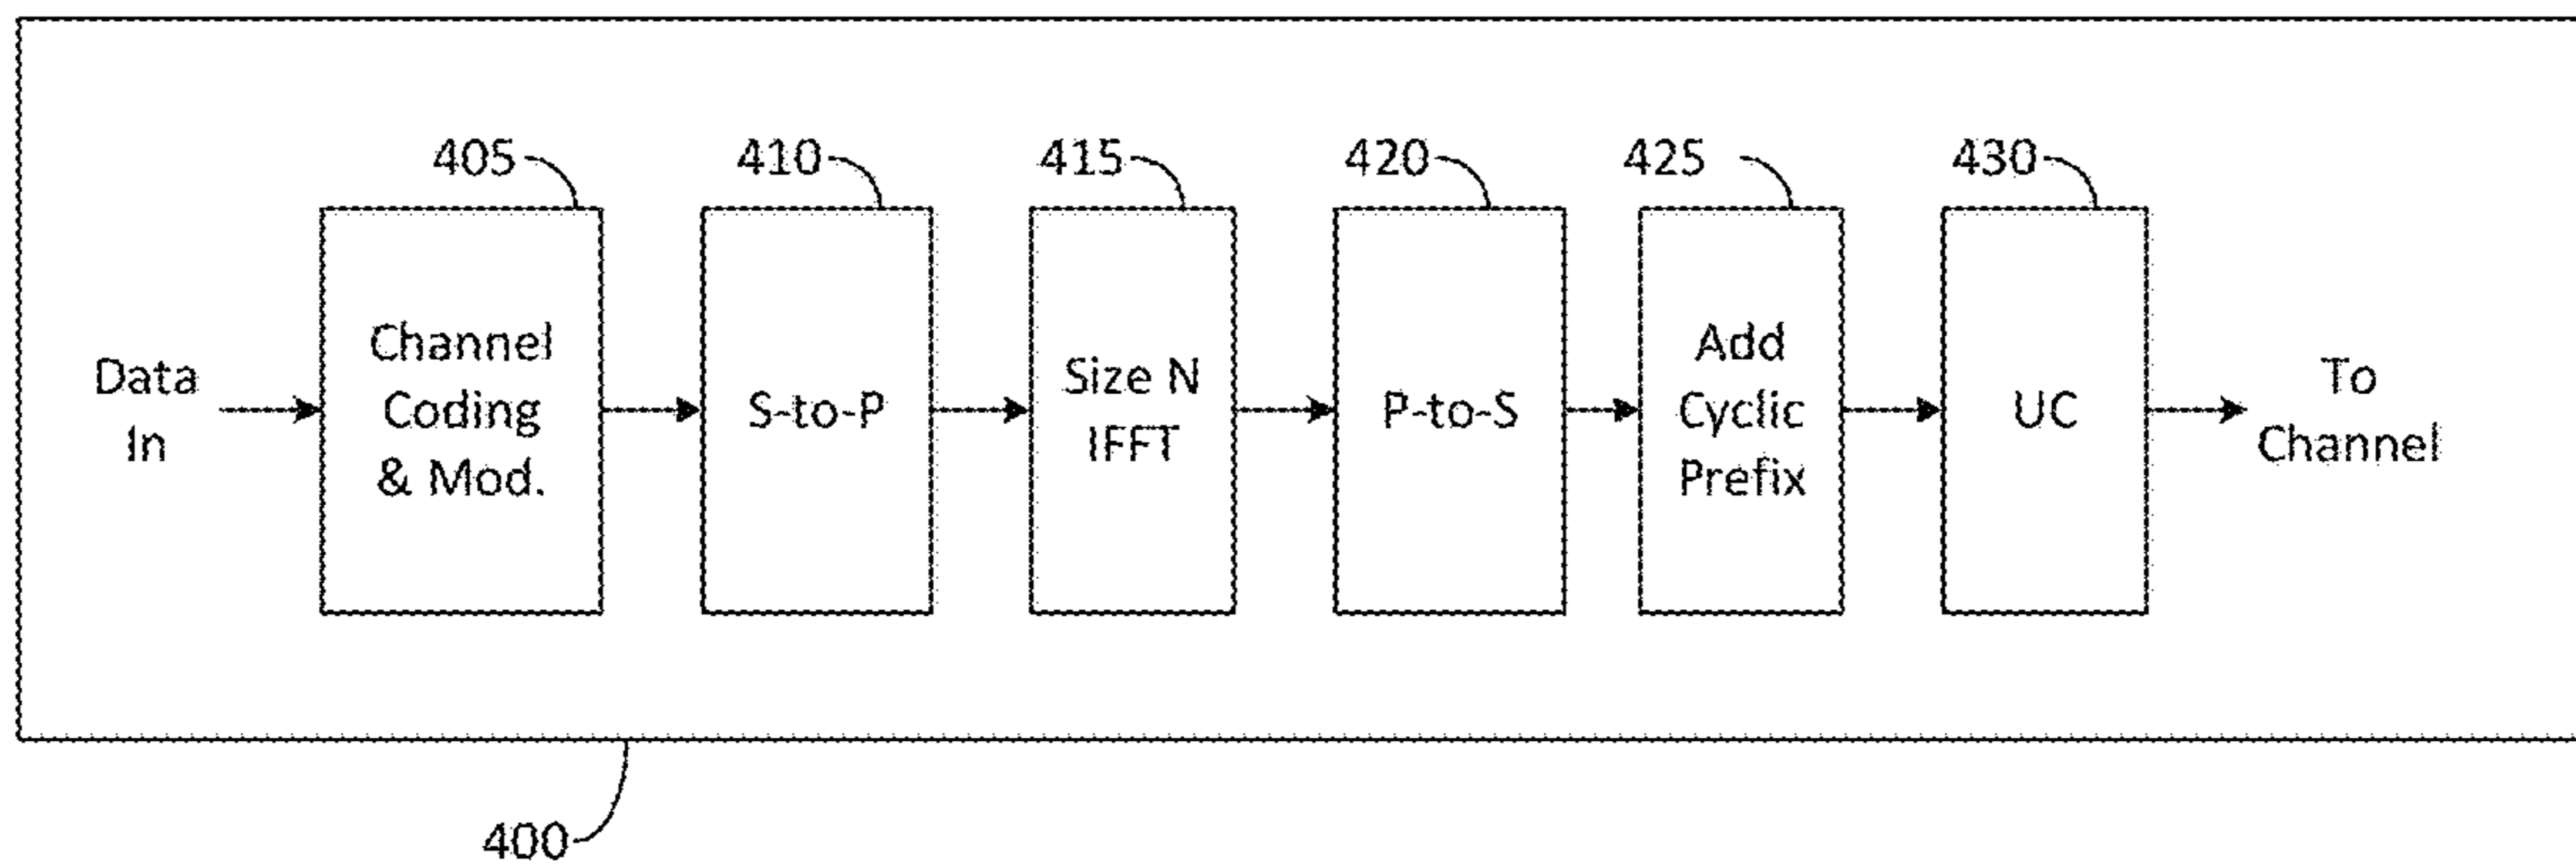 405
410
415
420
425
430
Data
In
Channel
Coding
& Mod.
S-to-P
Size N
IFFT
P-to-S
Add
Cyclic
Prefix
UC
To
Channel
400